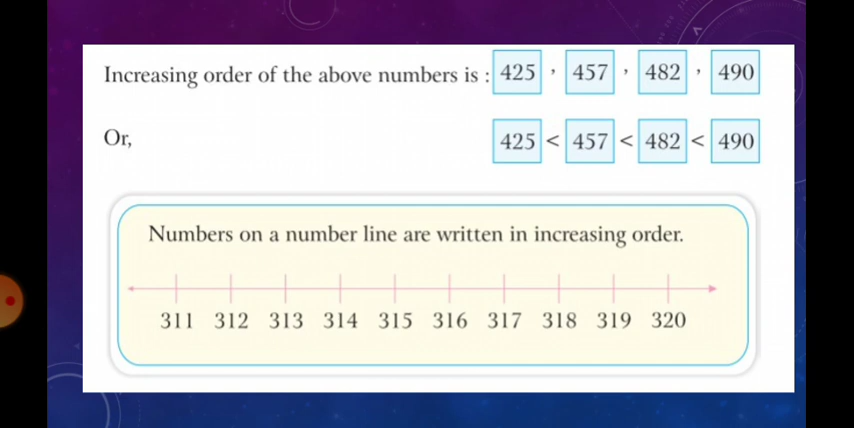 Increasing order of the above numbers is : 425 , 457 , 482 , 490
Or, 425 < 457 < 482 < 490
Numbers on a number line are written in increasing order.
311 312 313 314 315 316 317 318 319 320